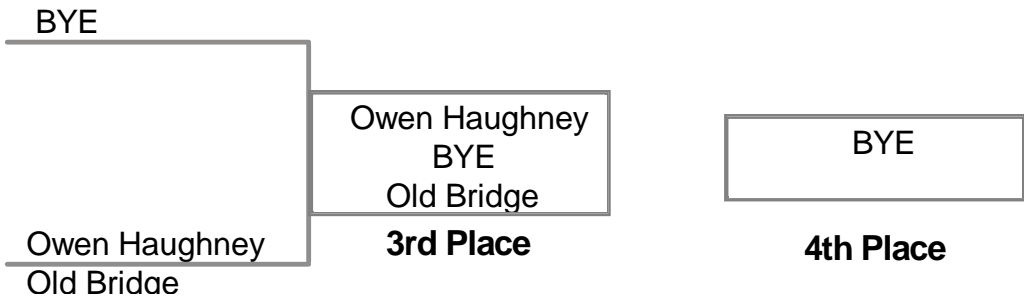 BYE
Owen Haughney
BYE
Old Bridge
3rd Place
BYE
4th Place
Owen Haughney
Old Bridge